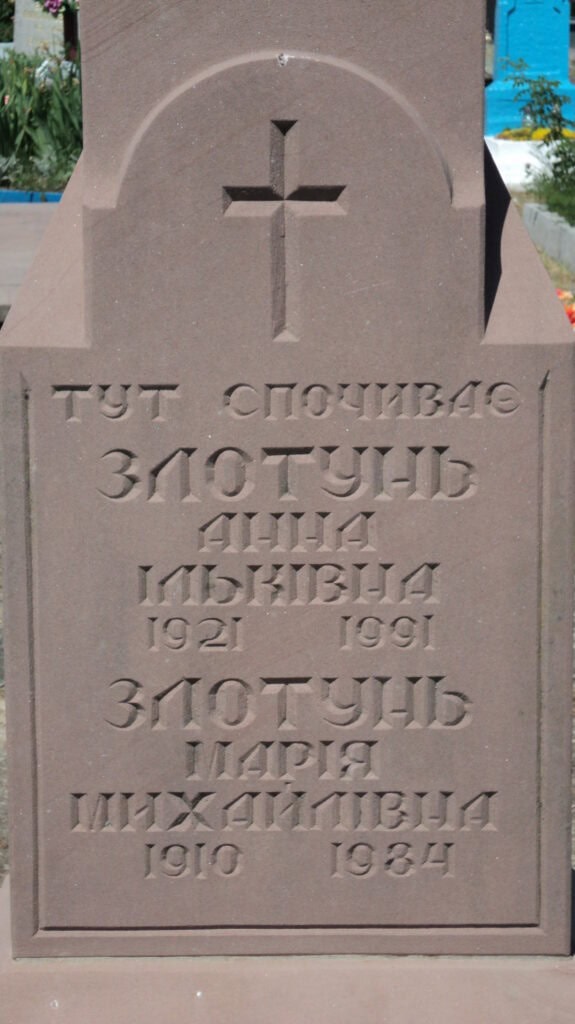 ТУТ СПОЧИВАЄ
ЗЛОТУНЬ
АННА
ІЛЬКІВНА
1921 1991
ЗЛОТУНЬ
МАРІЯ
МИХАЙЛІВНА
1910 1984